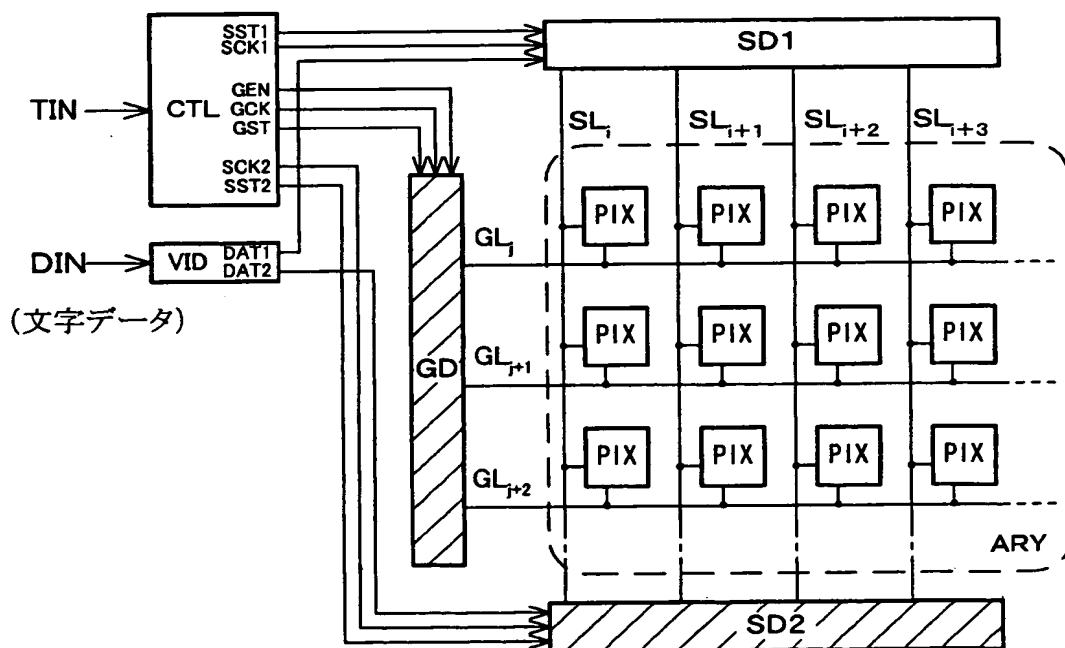 SST1
SCK1
SD1
GEN
TIN
CTL
GCK
GST
SLi
SLi+1
SLi+2
SLi+3
SCK2
SST2
PIX PIX PIX PIX
GLj
DIN
VID
DAT1
DAT2
(文字データ)
PIX PIX PIX PIX
GD
GLj+1
PIX PIX PIX PIX
GLj+2
ARY
SD2